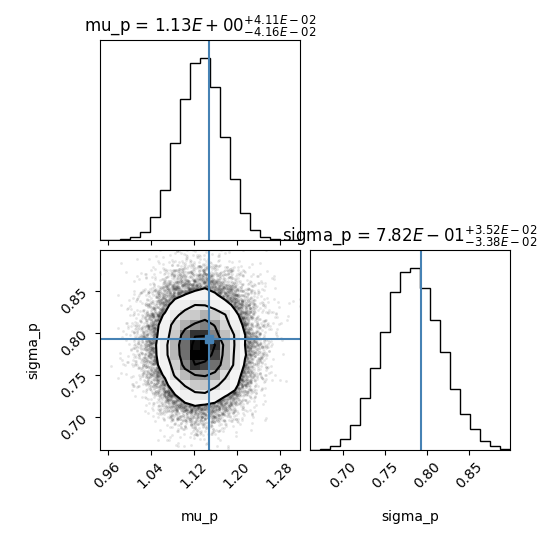 mu_p = 1.13E+00+4.11E−02 −4.16E−02
sigma_p = 7.82E−01+3.52E−02 −3.38E−02
0.85
0.80
0.75
0.70
sigma_p
0.96 1.04 1.12 1.20 1.28
mu_p
0.70 0.75 0.80 0.85
sigma_p